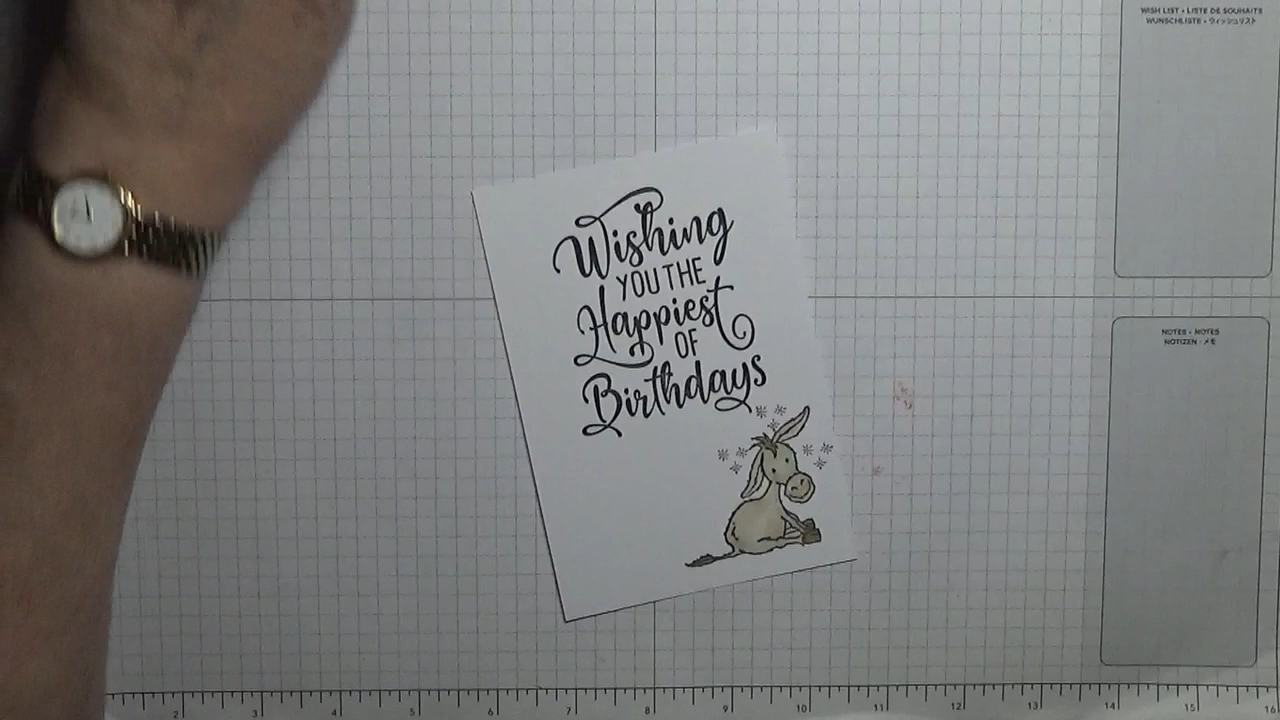 Wishing
YOU THE
Happiest
OF
Birthdays
WISH LIST • LISTE DE SOUHAITS
WUNSCHLISTE • ウィッシュリスト
NOTES • NOTES
NOTIZEN • メモ
2 3 4 5 6 7 8 9 10 11 12 13 14 15 16